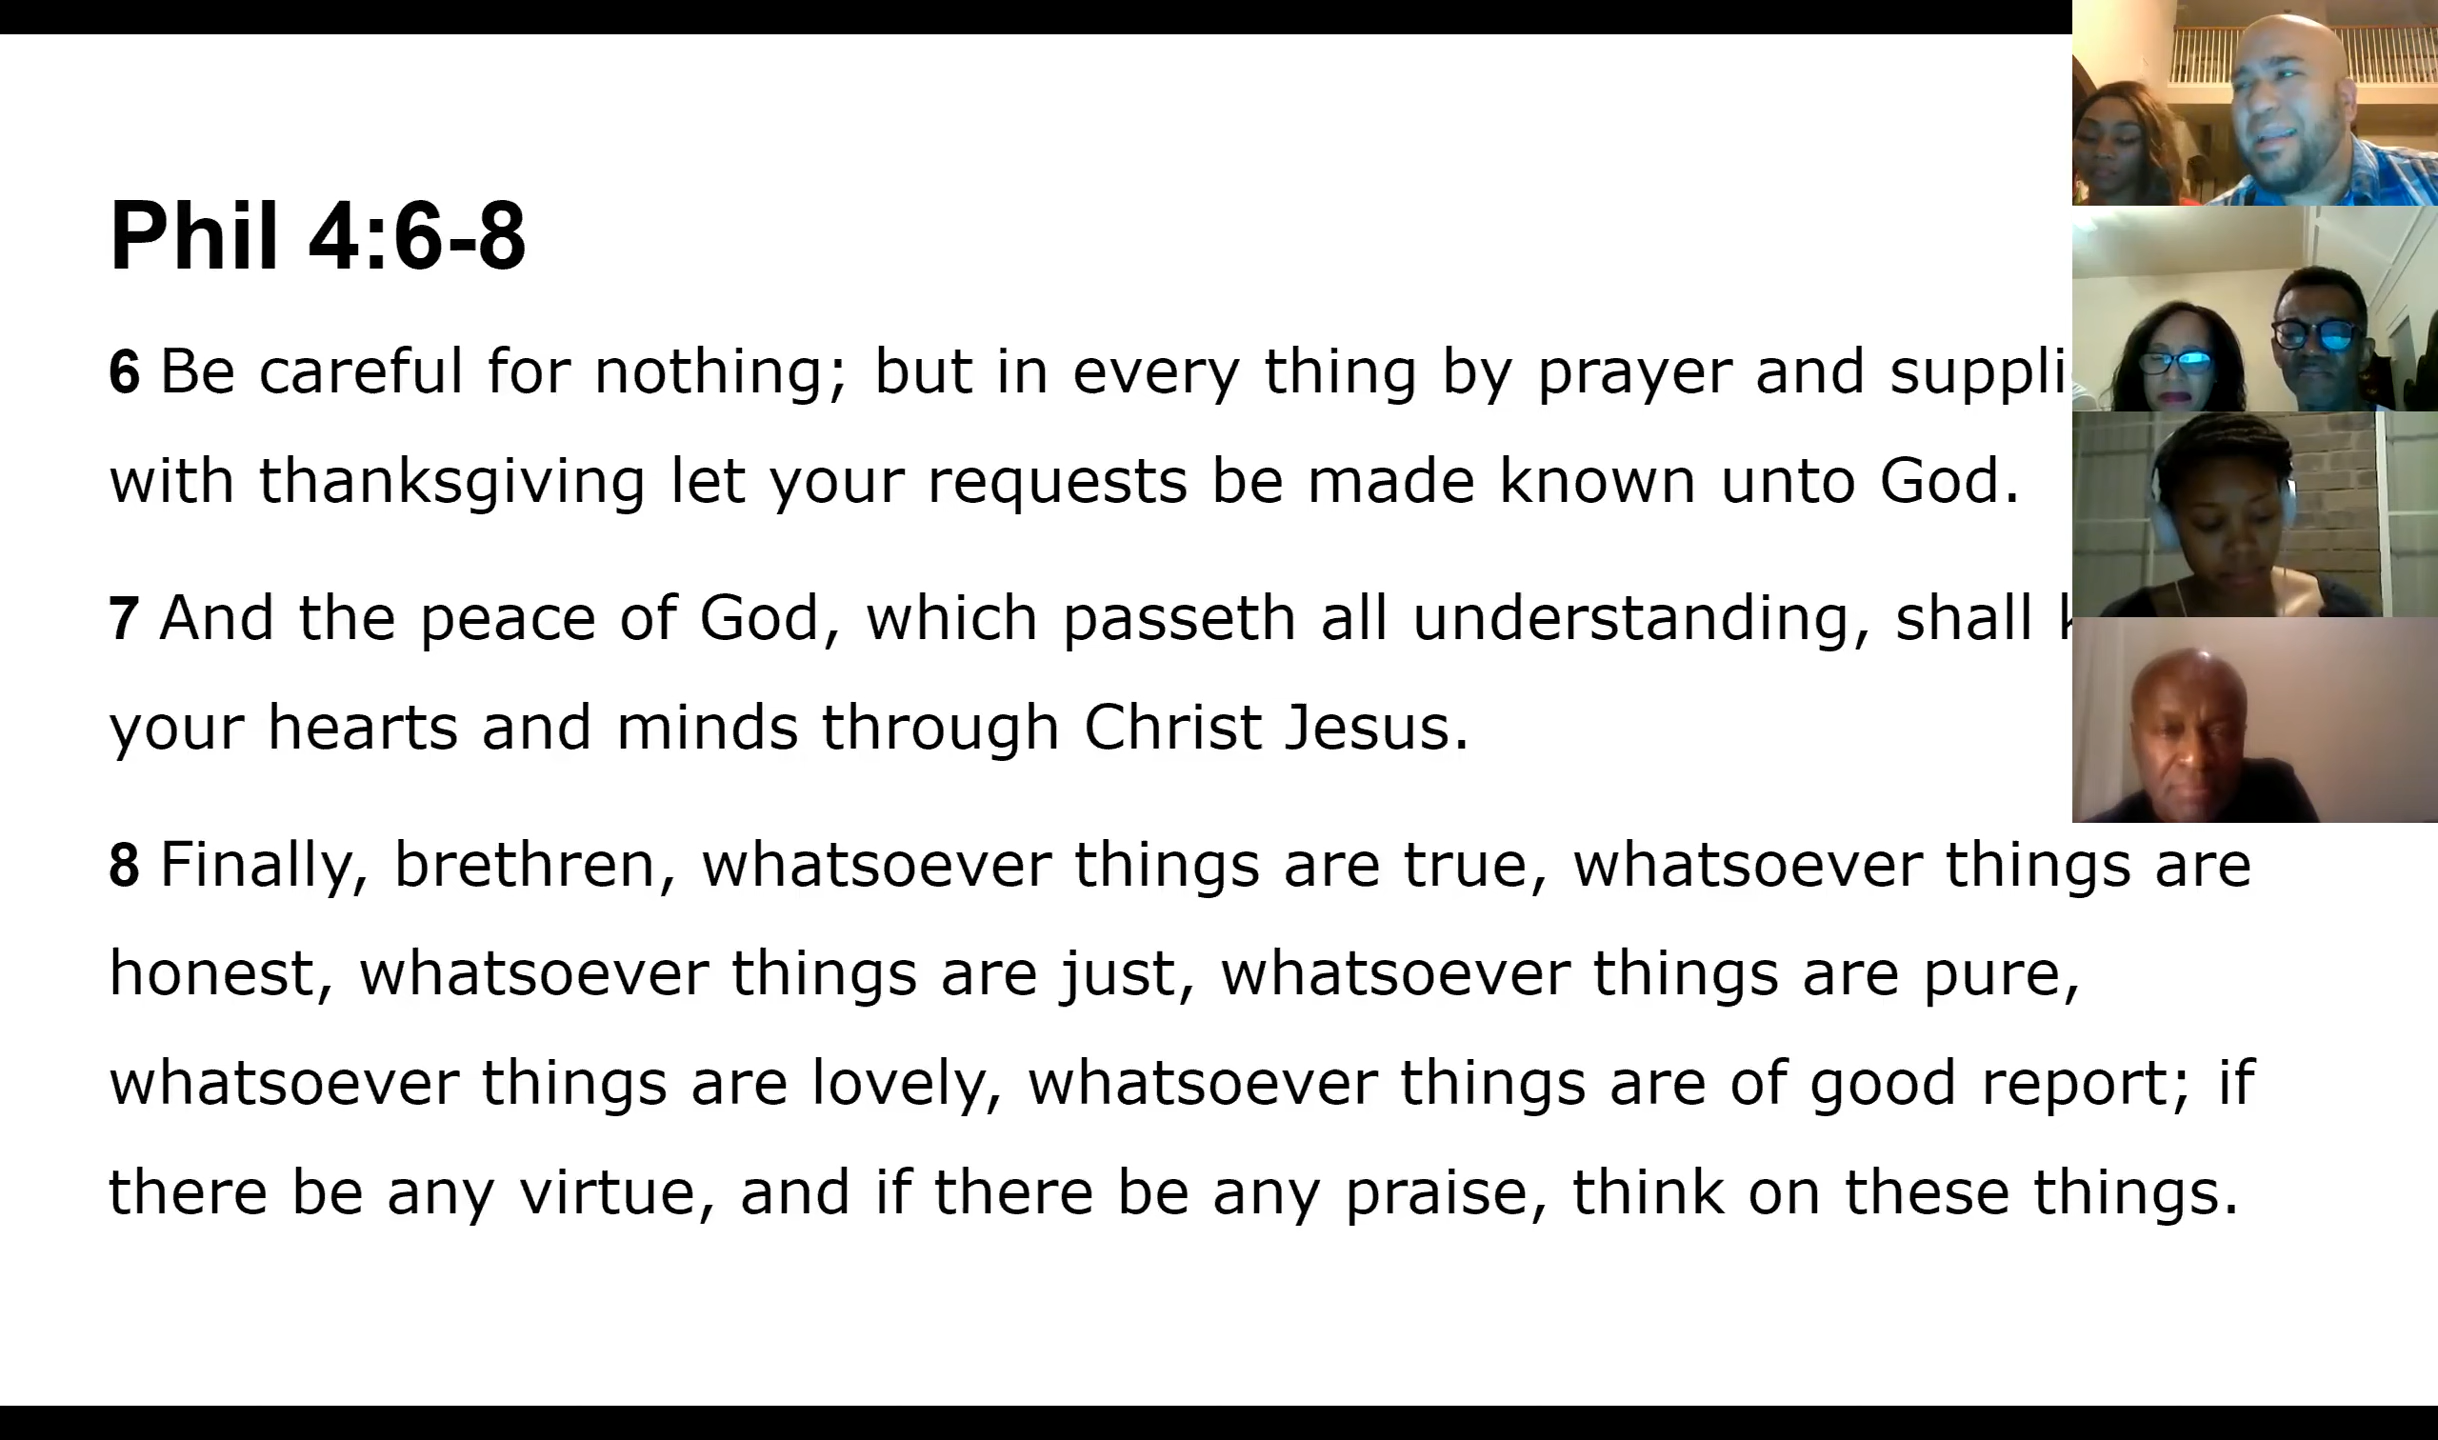 Phil 4:6-8
6 Be careful for nothing; but in every thing by prayer and
with thanksgiving let your requests be made known unto God.
7 And the peace of God, which passeth all understanding, shall
your hearts and minds through Christ Jesus.
8 Finally, brethren, whatsoever things are true, whatsoever things are
honest, whatsoever things are just, whatsoever things are pure,
whatsoever things are lovely, whatsoever things are of good report; if
there be any virtue, and if there be any praise, think on these things.